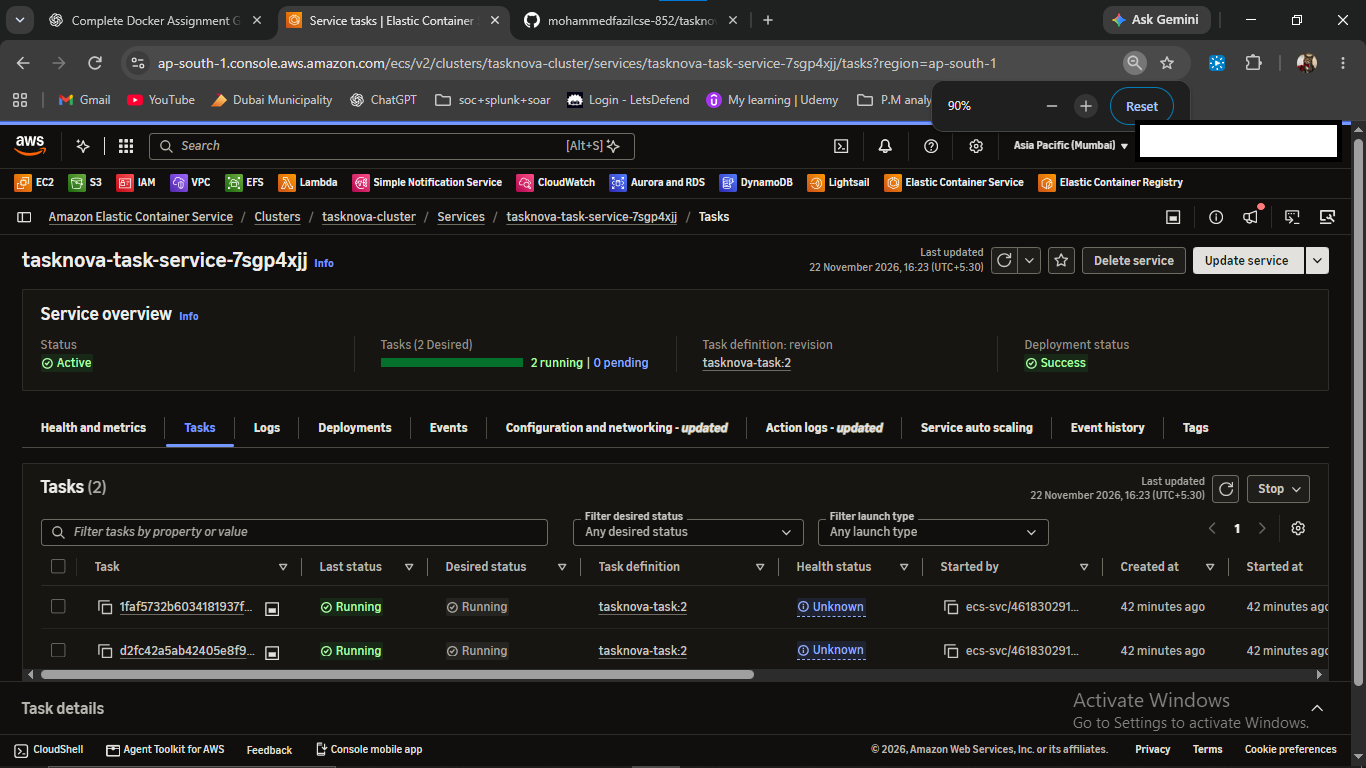 Complete Docker Assignment G
Service tasks | Elastic Container S
mohammedfazilcse-852/taskno
Ask Gemini
ap-south-1.console.aws.amazon.com/ecs/v2/clusters/tasknova-cluster/services/tasknova-task-service-7sgp4xjj/tasks?region=ap-south-1
Gmail YouTube Dubai Municipality ChatGPT soc+splunk+soar Login - LetsDefend My learning | Udemy P.M analy
90% Reset
aws Search [Alt+S] Asia Pacific (Mumbai)
EC2 S3 IAM VPC EFS Lambda Simple Notification Service CloudWatch Aurora and RDS DynamoDB Lightsail Elastic Container Service Elastic Container Registry
Amazon Elastic Container Service / Clusters / tasknova-cluster / Services / tasknova-task-service-7sgp4xjj / Tasks
tasknova-task-service-7sgp4xjj Info
Last updated
22 November 2026, 16:23 (UTC+5:30)
Delete service Update service
Service overview Info
Status Tasks (2 Desired) Task definition: revision Deployment status
Active 2 running | 0 pending tasknova-task:2 Success
Health and metrics Tasks Logs Deployments Events Configuration and networking - updated Action logs - updated Service auto scaling Event history Tags
Tasks (2)
Last updated
22 November 2026, 16:23 (UTC+5:30)
Stop
Filter tasks by property or value
Filter desired status
Any desired status
Filter launch type
Any launch type
1
Task Last status Desired status Task definition Health status Started by Created at Started at
1faf5732b6034181937f... Running Running tasknova-task:2 Unknown ecs-svc/461830291... 42 minutes ago 42 minutes ago
d2fc42a5ab42405e8f9... Running Running tasknova-task:2 Unknown ecs-svc/461830291... 42 minutes ago 42 minutes ago
Task details
Activate Windows
Go to Settings to activate Windows.
CloudShell Agent Toolkit for AWS Feedback Console mobile app © 2026, Amazon Web Services, Inc. or its affiliates. Privacy Terms Cookie preferences